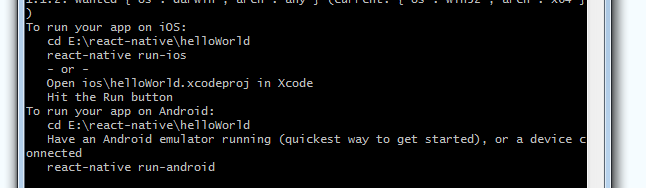 1.1.2: wanted {"os":"darwin","arch":"any"} (current: {"os":"win32","arch":"x64"}
)
To run your app on iOS:
cd E:\react-native\helloWorld
react-native run-ios
- or -
Open ios\helloWorld.xcodeproj in Xcode
Hit the Run button
To run your app on Android:
cd E:\react-native\helloWorld
Have an Android emulator running (quickest way to get started), or a device c
onnected
react-native run-android